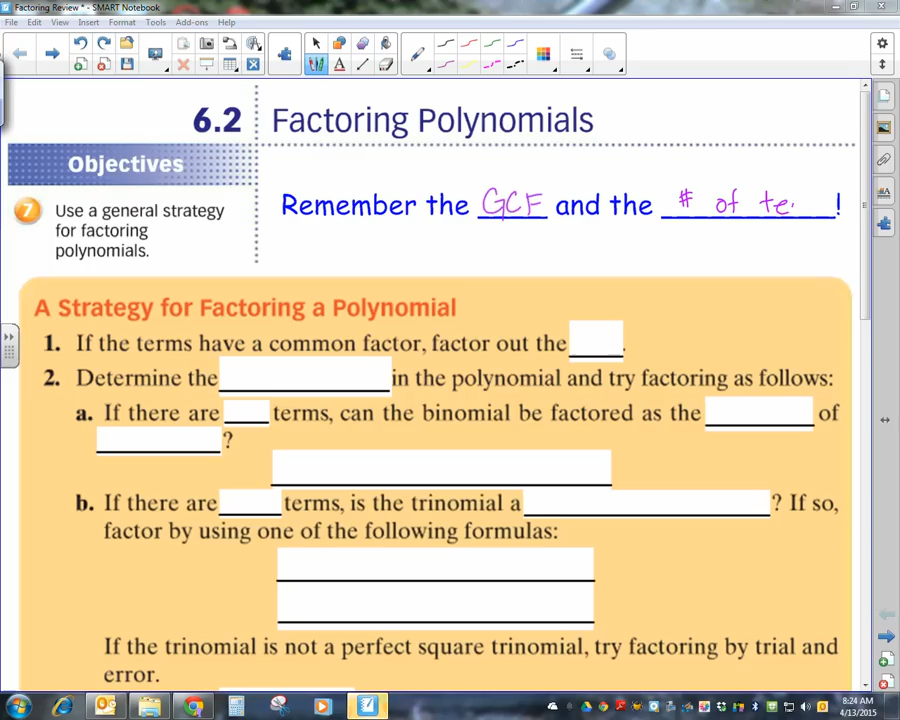 Factoring Review * - SMART Notebook
File Edit View Insert Format Tools Add-ons Help
6.2 Factoring Polynomials
Objectives
7 Use a general strategy
for factoring
polynomials.
Remember the GCF and the # of te !
A Strategy for Factoring a Polynomial
1. If the terms have a common factor, factor out the .
2. Determine the in the polynomial and try factoring as follows:
a. If there are terms, can the binomial be factored as the of
?
b. If there are terms, is the trinomial a ? If so,
factor by using one of the following formulas:
If the trinomial is not a perfect square trinomial, try factoring by trial and
error.
8:24 AM
4/13/2015